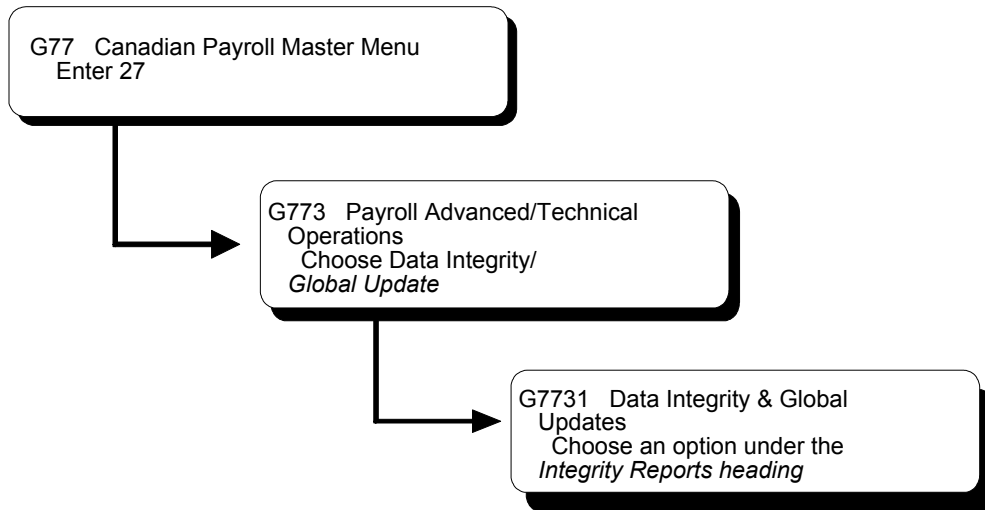 G77 Canadian Payroll Master Menu
Enter 27
G773 Payroll Advanced/Technical
Operations
Choose Data Integrity/
Global Update
G7731 Data Integrity & Global
Updates
Choose an option under the
Integrity Reports heading